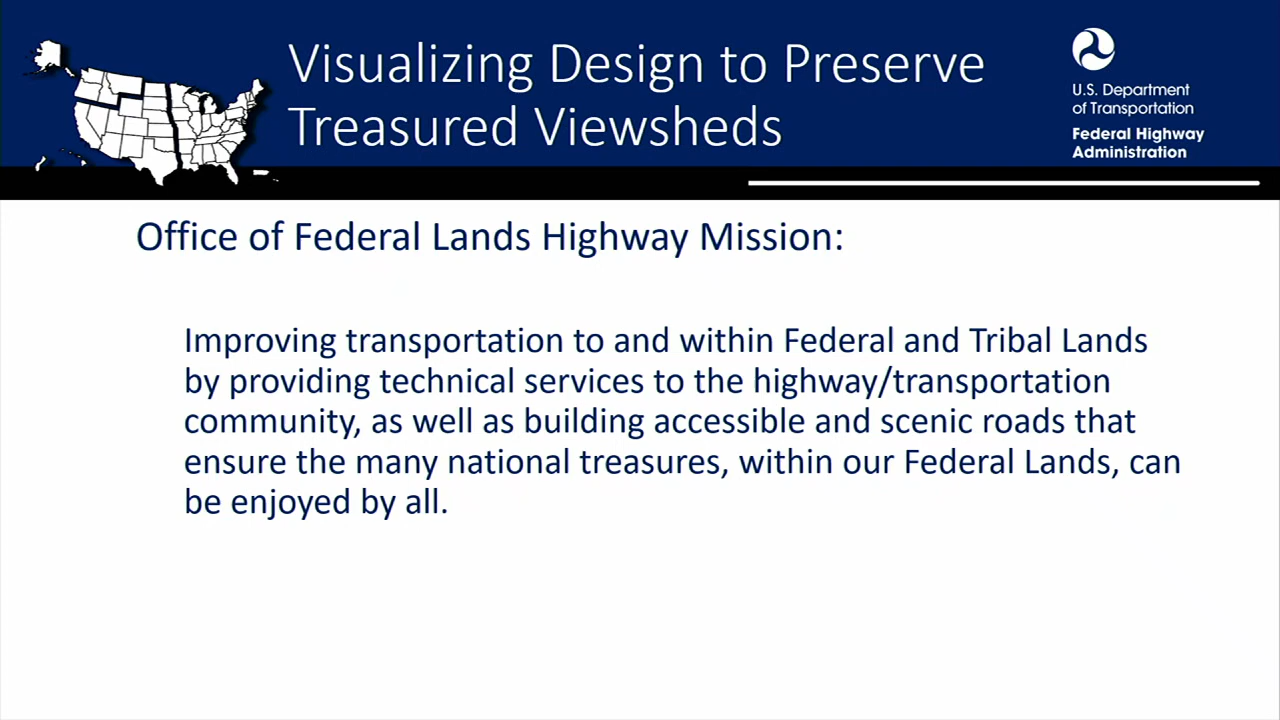 Visualizing Design to Preserve
Treasured Viewsheds
U.S. Department
of Transportation
Federal Highway
Administration
Office of Federal Lands Highway Mission:
Improving transportation to and within Federal and Tribal Lands
by providing technical services to the highway/transportation
community, as well as building accessible and scenic roads that
ensure the many national treasures, within our Federal Lands, can
be enjoyed by all.